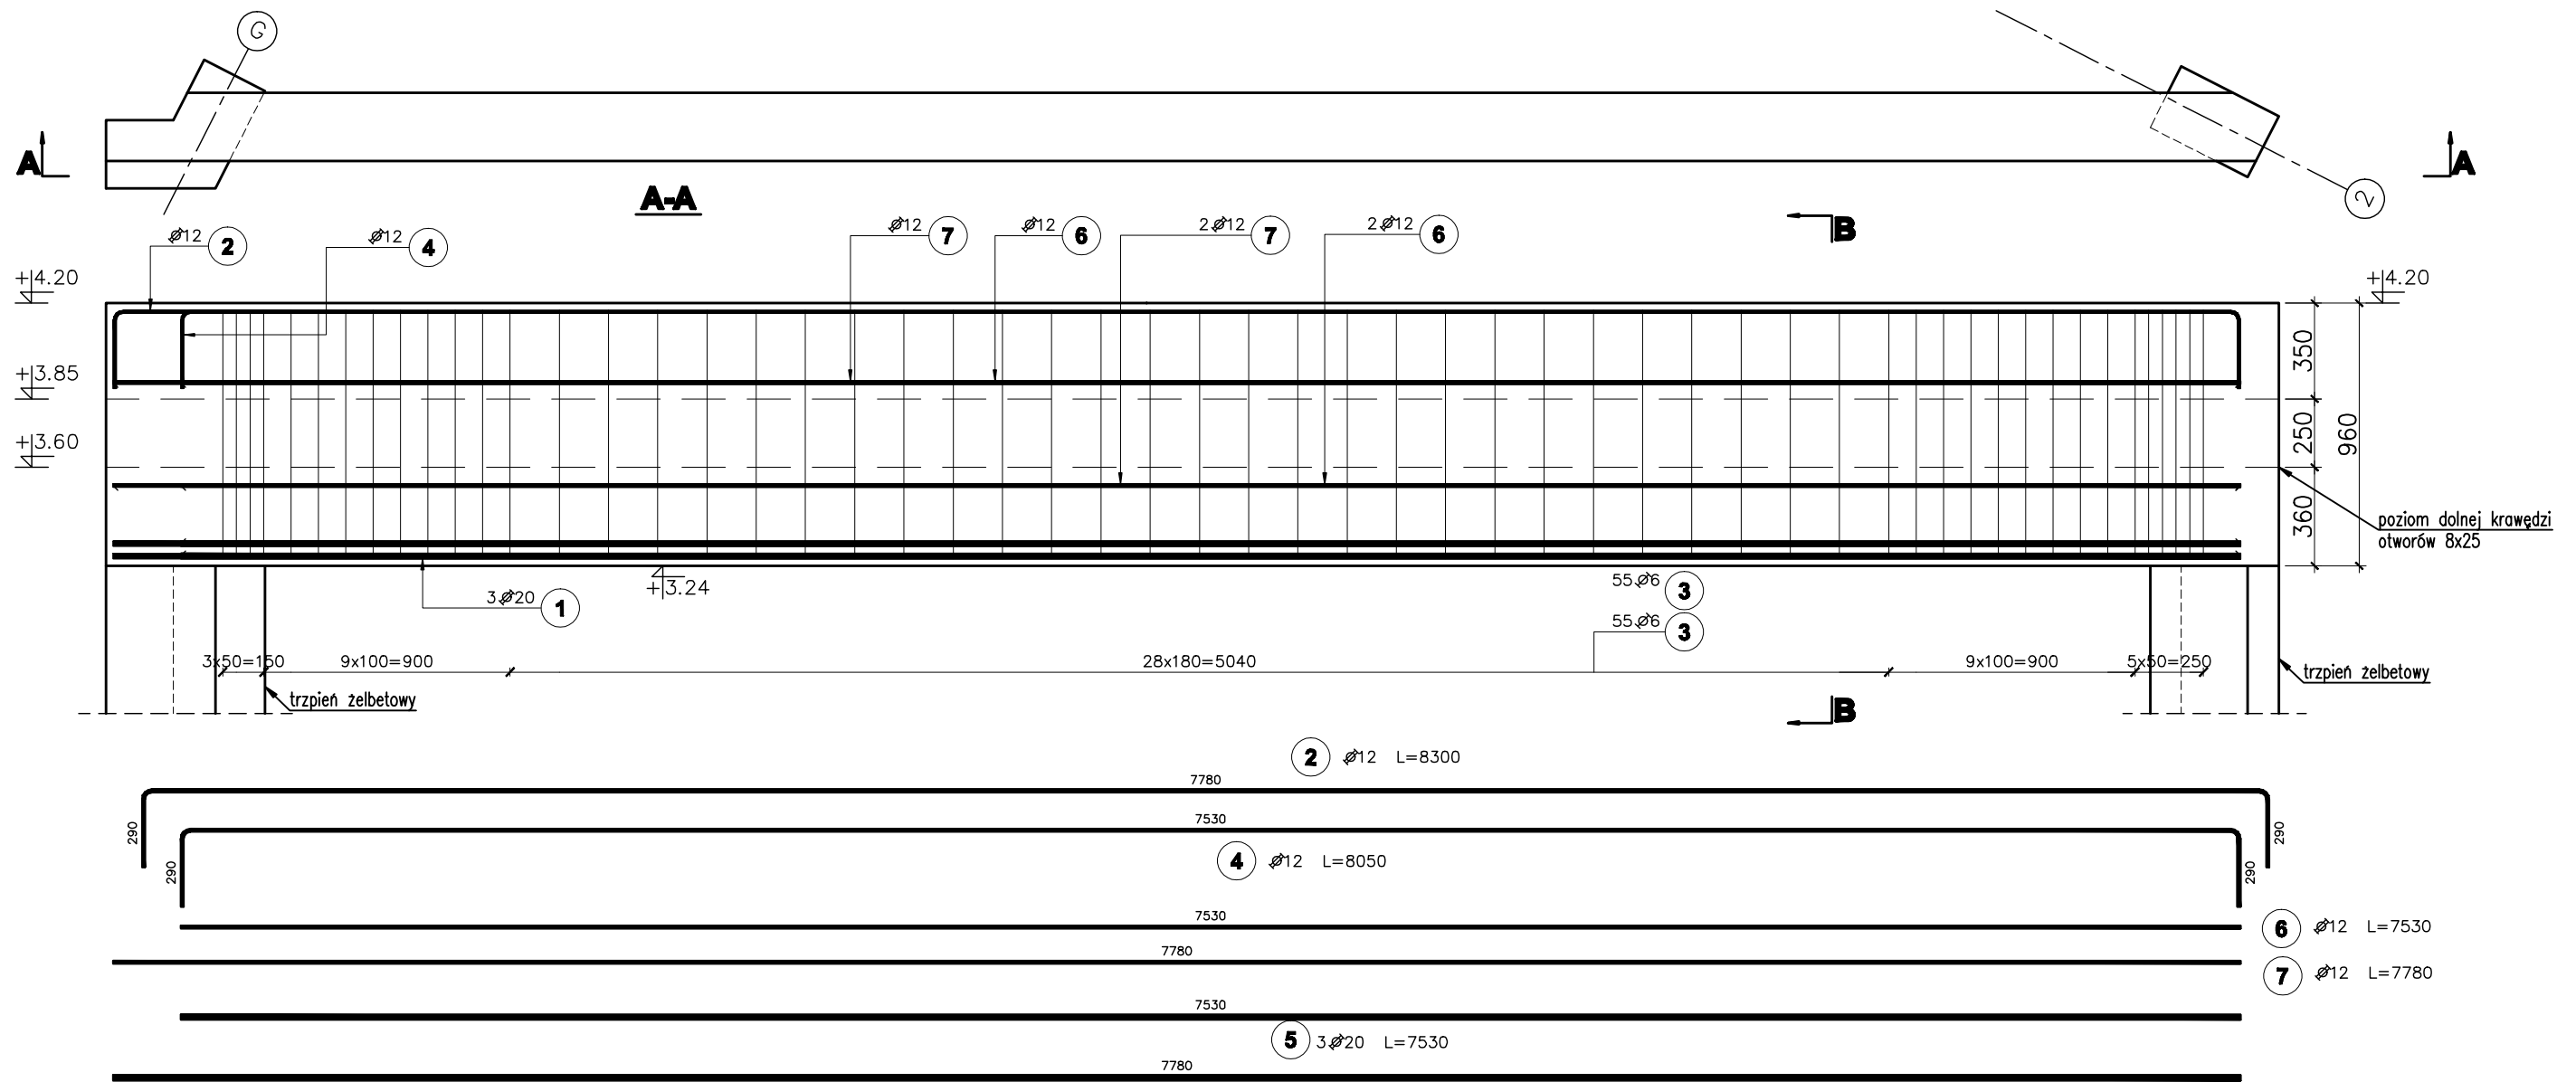 G
A
A
2
A-A
⌀12 2
⌀12 4
⌀12 7
⌀12 6
2⌀12 7
2⌀12 6
B
+4.20
+4.20
+3.85
+3.60
350
250
960
360
poziom dolnej krawędzi
otworów 8x25
+3.24
3⌀20 1
55⌀6 3
55⌀6 3
3x50=150
9x100=900
28x180=5040
9x100=900
5x50=250
trzpień żelbetowy
trzpień żelbetowy
B
2 ⌀12 L=8300
7780
290
290
7530
290
290
4 ⌀12 L=8050
7530
6 ⌀12 L=7530
7780
7 ⌀12 L=7780
7530
5 3⌀20 L=7530
7780